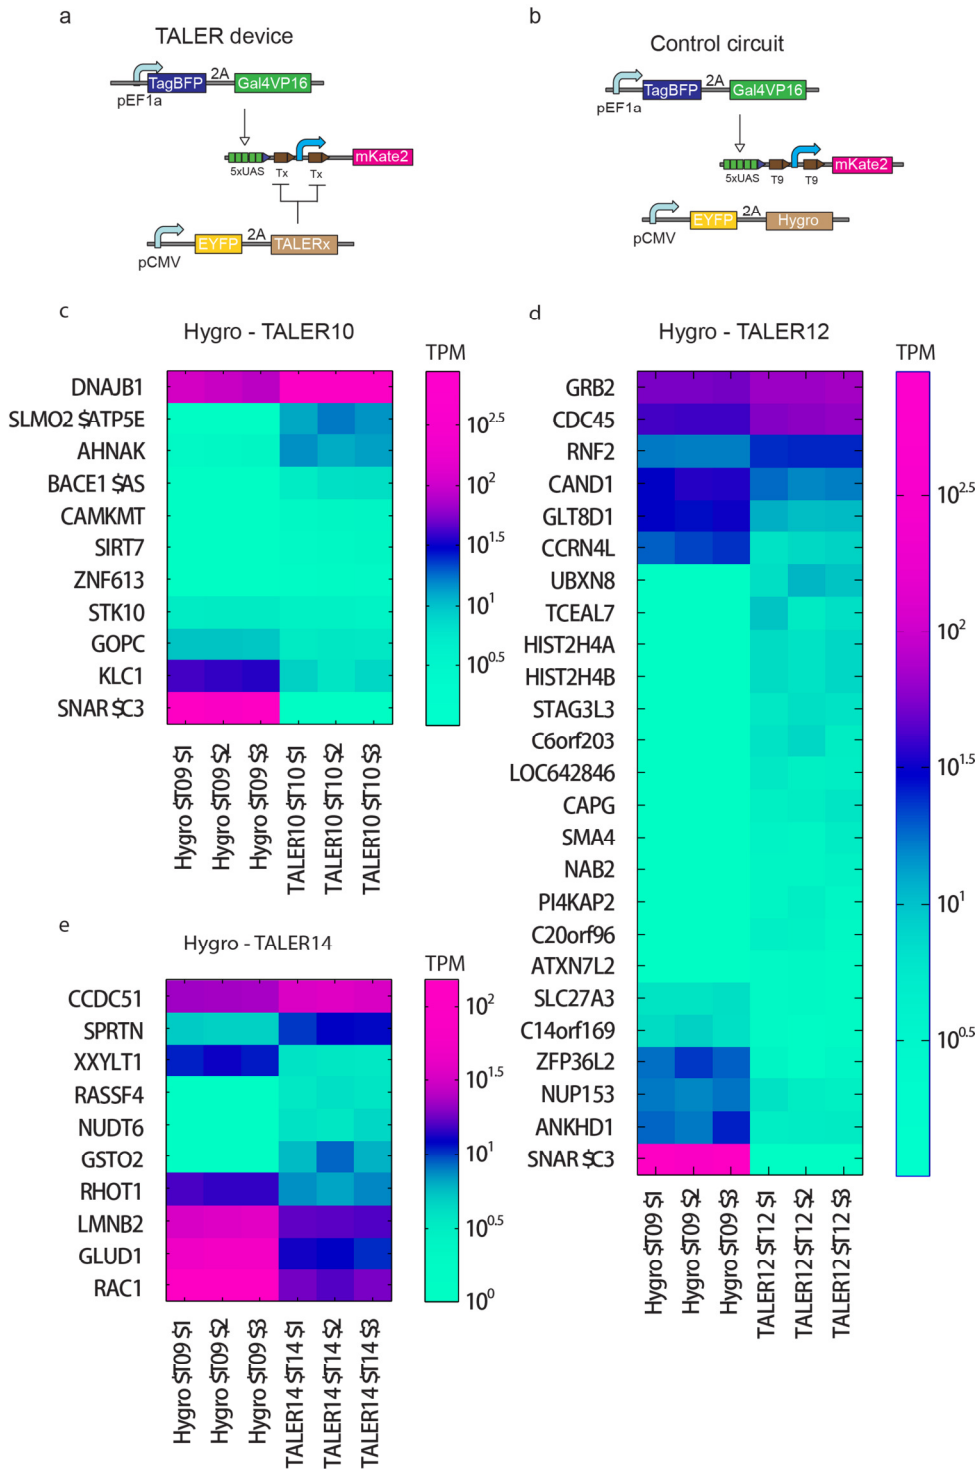 a
TALER device
TagBFP
2A
Gal4VP16
pEF1a
mKate2
5xUAS
Tx
Tx
EYFP
2A
TALERx
pCMV
b
Control circuit
TagBFP
2A
Gal4VP16
pEF1a
mKate2
5xUAS
T9
T9
EYFP
2A
Hygro
pCMV
c
Hygro - TALER10
TPM
DNAJB1
SLMO2 $ATP5E
AHNAK
BACE1 $AS
CAMKMT
SIRT7
ZNF613
STK10
GOPC
KLC1
SNAR $C3
10^2.5
10^2
10^1.5
10^1
10^0.5
Hygro $T09 $1
Hygro $T09 $2
Hygro $T09 $3
TALER10 $T10 $1
TALER10 $T10 $2
TALER10 $T10 $3
d
Hygro - TALER12
TPM
GRB2
CDC45
RNF2
CAND1
GLT8D1
CCRN4L
UBXN8
TCEAL7
HIST2H4A
HIST2H4B
STAG3L3
C6orf203
LOC642846
CAPG
SMA4
NAB2
PI4KAP2
C20orf96
ATXN7L2
SLC27A3
C14orf169
ZFP36L2
NUP153
ANKHD1
SNAR $C3
10^2.5
10^2
10^1.5
10^1
10^0.5
Hygro $T09 $1
Hygro $T09 $2
Hygro $T09 $3
TALER12 $T12 $1
TALER12 $T12 $2
TALER12 $T12 $3
e
Hygro - TALER14
TPM
CCDC51
SPRTN
XXYLT1
RASSF4
NUDT6
GSTO2
RHOT1
LMNB2
GLUD1
RAC1
10^2
10^1.5
10^1
10^0.5
10^0
Hygro $T09 $1
Hygro $T09 $2
Hygro $T09 $3
TALER14 $T14 $1
TALER14 $T14 $2
TALER14 $T14 $3